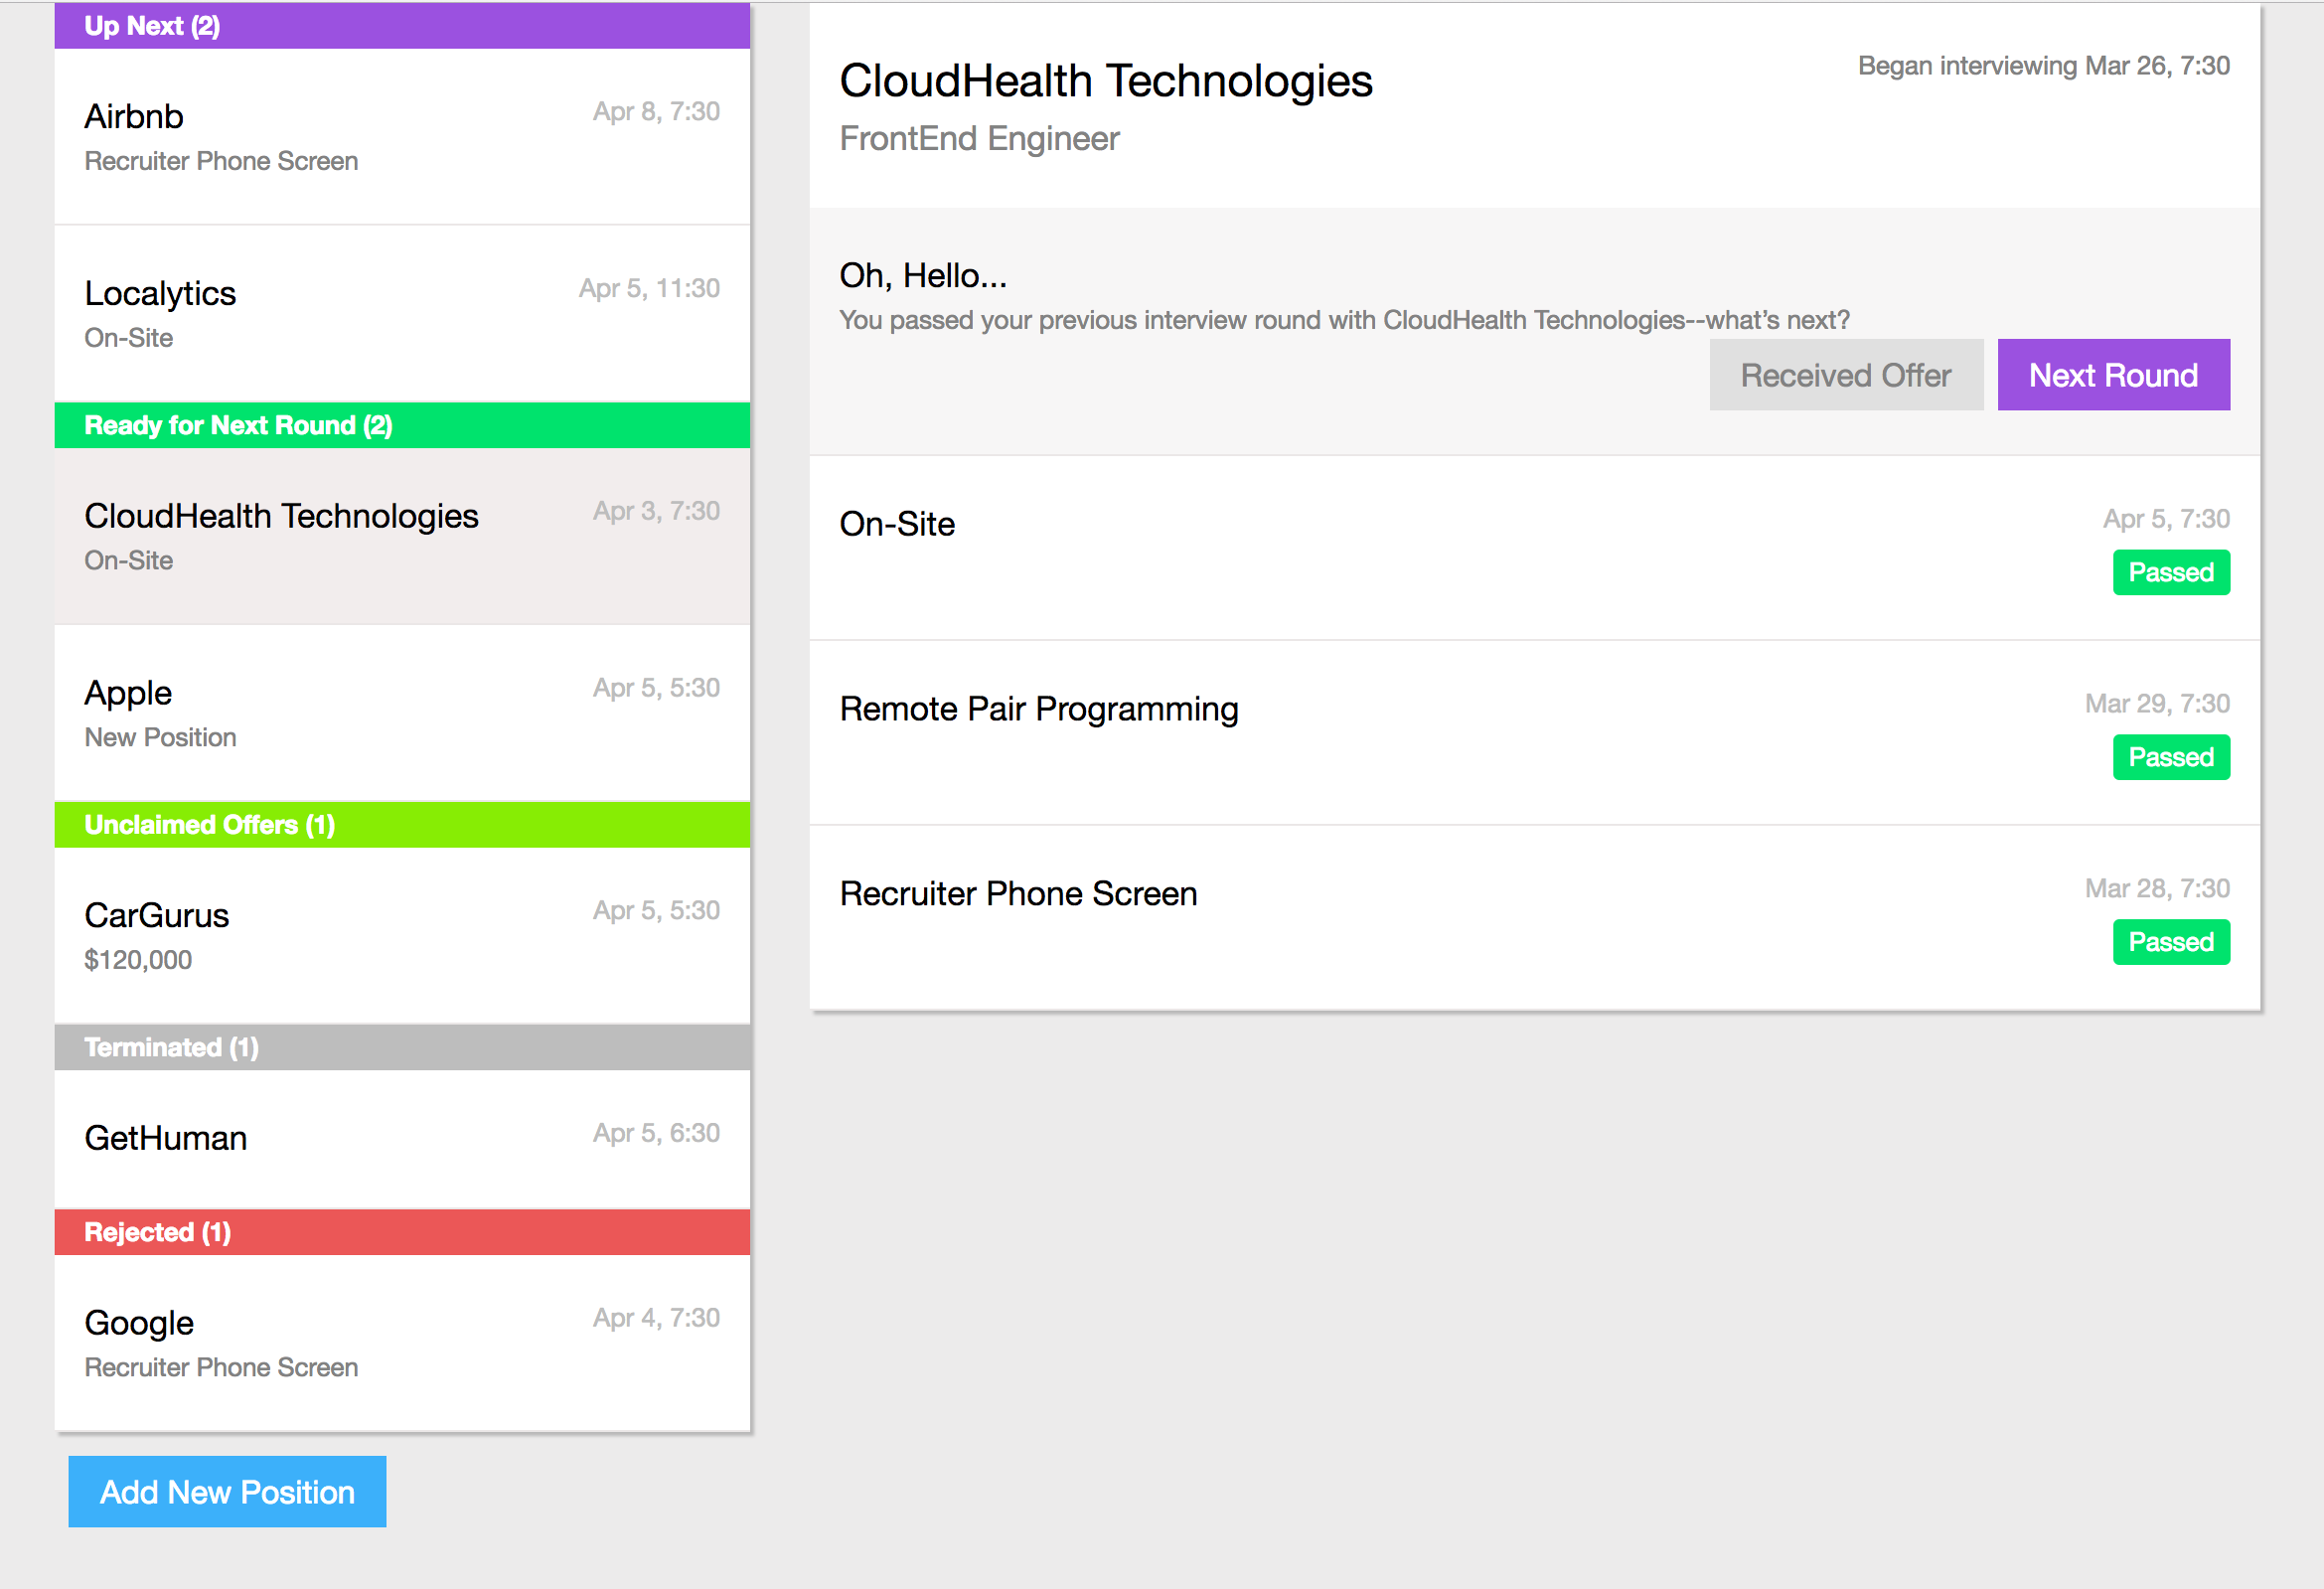 Up Next (2)
Airbnb
Apr 8, 7:30
Recruiter Phone Screen
Localytics
Apr 5, 11:30
On-Site
Ready for Next Round (2)
CloudHealth Technologies
Apr 3, 7:30
On-Site
Apple
Apr 5, 5:30
New Position
Unclaimed Offers (1)
CarGurus
Apr 5, 5:30
$120,000
Terminated (1)
GetHuman
Apr 5, 6:30
Rejected (1)
Google
Apr 4, 7:30
Recruiter Phone Screen
Add New Position
CloudHealth Technologies
Began interviewing Mar 26, 7:30
FrontEnd Engineer
Oh, Hello...
You passed your previous interview round with CloudHealth Technologies--what’s next?
Received Offer
Next Round
On-Site
Apr 5, 7:30
Passed
Remote Pair Programming
Mar 29, 7:30
Passed
Recruiter Phone Screen
Mar 28, 7:30
Passed